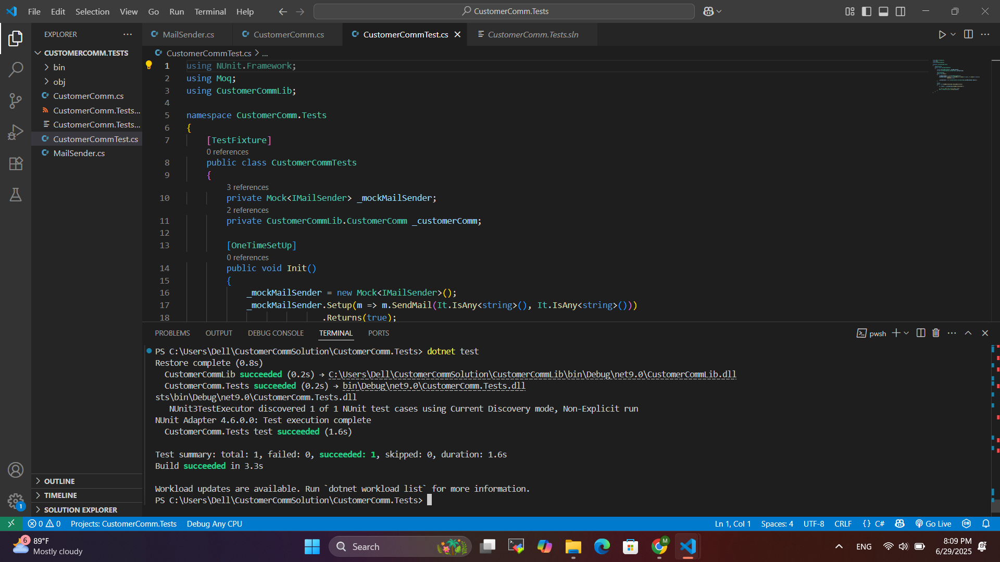 File Edit Selection View Go Run Terminal Help
CustomerComm.Tests
EXPLORER
CUSTOMERCOMM.TESTS
bin
obj
CustomerComm.cs
CustomerComm.Tests...
CustomerComm.Tests...
CustomerCommTest.cs
MailSender.cs
OUTLINE
TIMELINE
SOLUTION EXPLORER
MailSender.cs CustomerComm.cs CustomerCommTest.cs CustomerComm.Tests.sln
CustomerCommTest.cs > ...
1 using NUnit.Framework;
2 using Moq;
3 using CustomerCommLib;
4
5 namespace CustomerComm.Tests
6 {
7 [TestFixture]
0 references
8 public class CustomerCommTests
9 {
3 references
10 private Mock<IMailSender> _mockMailSender;
2 references
11 private CustomerCommLib.CustomerComm _customerComm;
12
13 [OneTimeSetUp]
0 references
14 public void Init()
15 {
16 _mockMailSender = new Mock<IMailSender>();
17 _mockMailSender.Setup(m => m.SendMail(It.IsAny<string>(), It.IsAny<string>()))
18 .Returns(true);
PROBLEMS OUTPUT DEBUG CONSOLE TERMINAL PORTS
pwsh
PS C:\Users\Dell\CustomerCommSolution\CustomerComm.Tests> dotnet test
Restore complete (0.8s)
CustomerCommLib succeeded (0.2s) → C:\Users\Dell\CustomerCommSolution\CustomerCommLib\bin\Debug\net9.0\CustomerCommLib.dll
CustomerComm.Tests succeeded (0.2s) → bin\Debug\net9.0\CustomerComm.Tests.dll
sts\bin\Debug\net9.0\CustomerComm.Tests.dll
NUnit3TestExecutor discovered 1 of 1 NUnit test cases using Current Discovery mode, Non-Explicit run
NUnit Adapter 4.6.0.0: Test execution complete
CustomerComm.Tests test succeeded (1.6s)
Test summary: total: 1, failed: 0, succeeded: 1, skipped: 0, duration: 1.6s
Build succeeded in 3.3s
Workload updates are available. Run `dotnet workload list` for more information.
PS C:\Users\Dell\CustomerCommSolution\CustomerComm.Tests>
1
0 0 Projects: CustomerComm.Tests Debug Any CPU
Ln 1, Col 1 Spaces: 4 UTF-8 CRLF {} C# Go Live
6
89°F
Mostly cloudy
Search
M
ENG
8:09 PM
6/29/2025